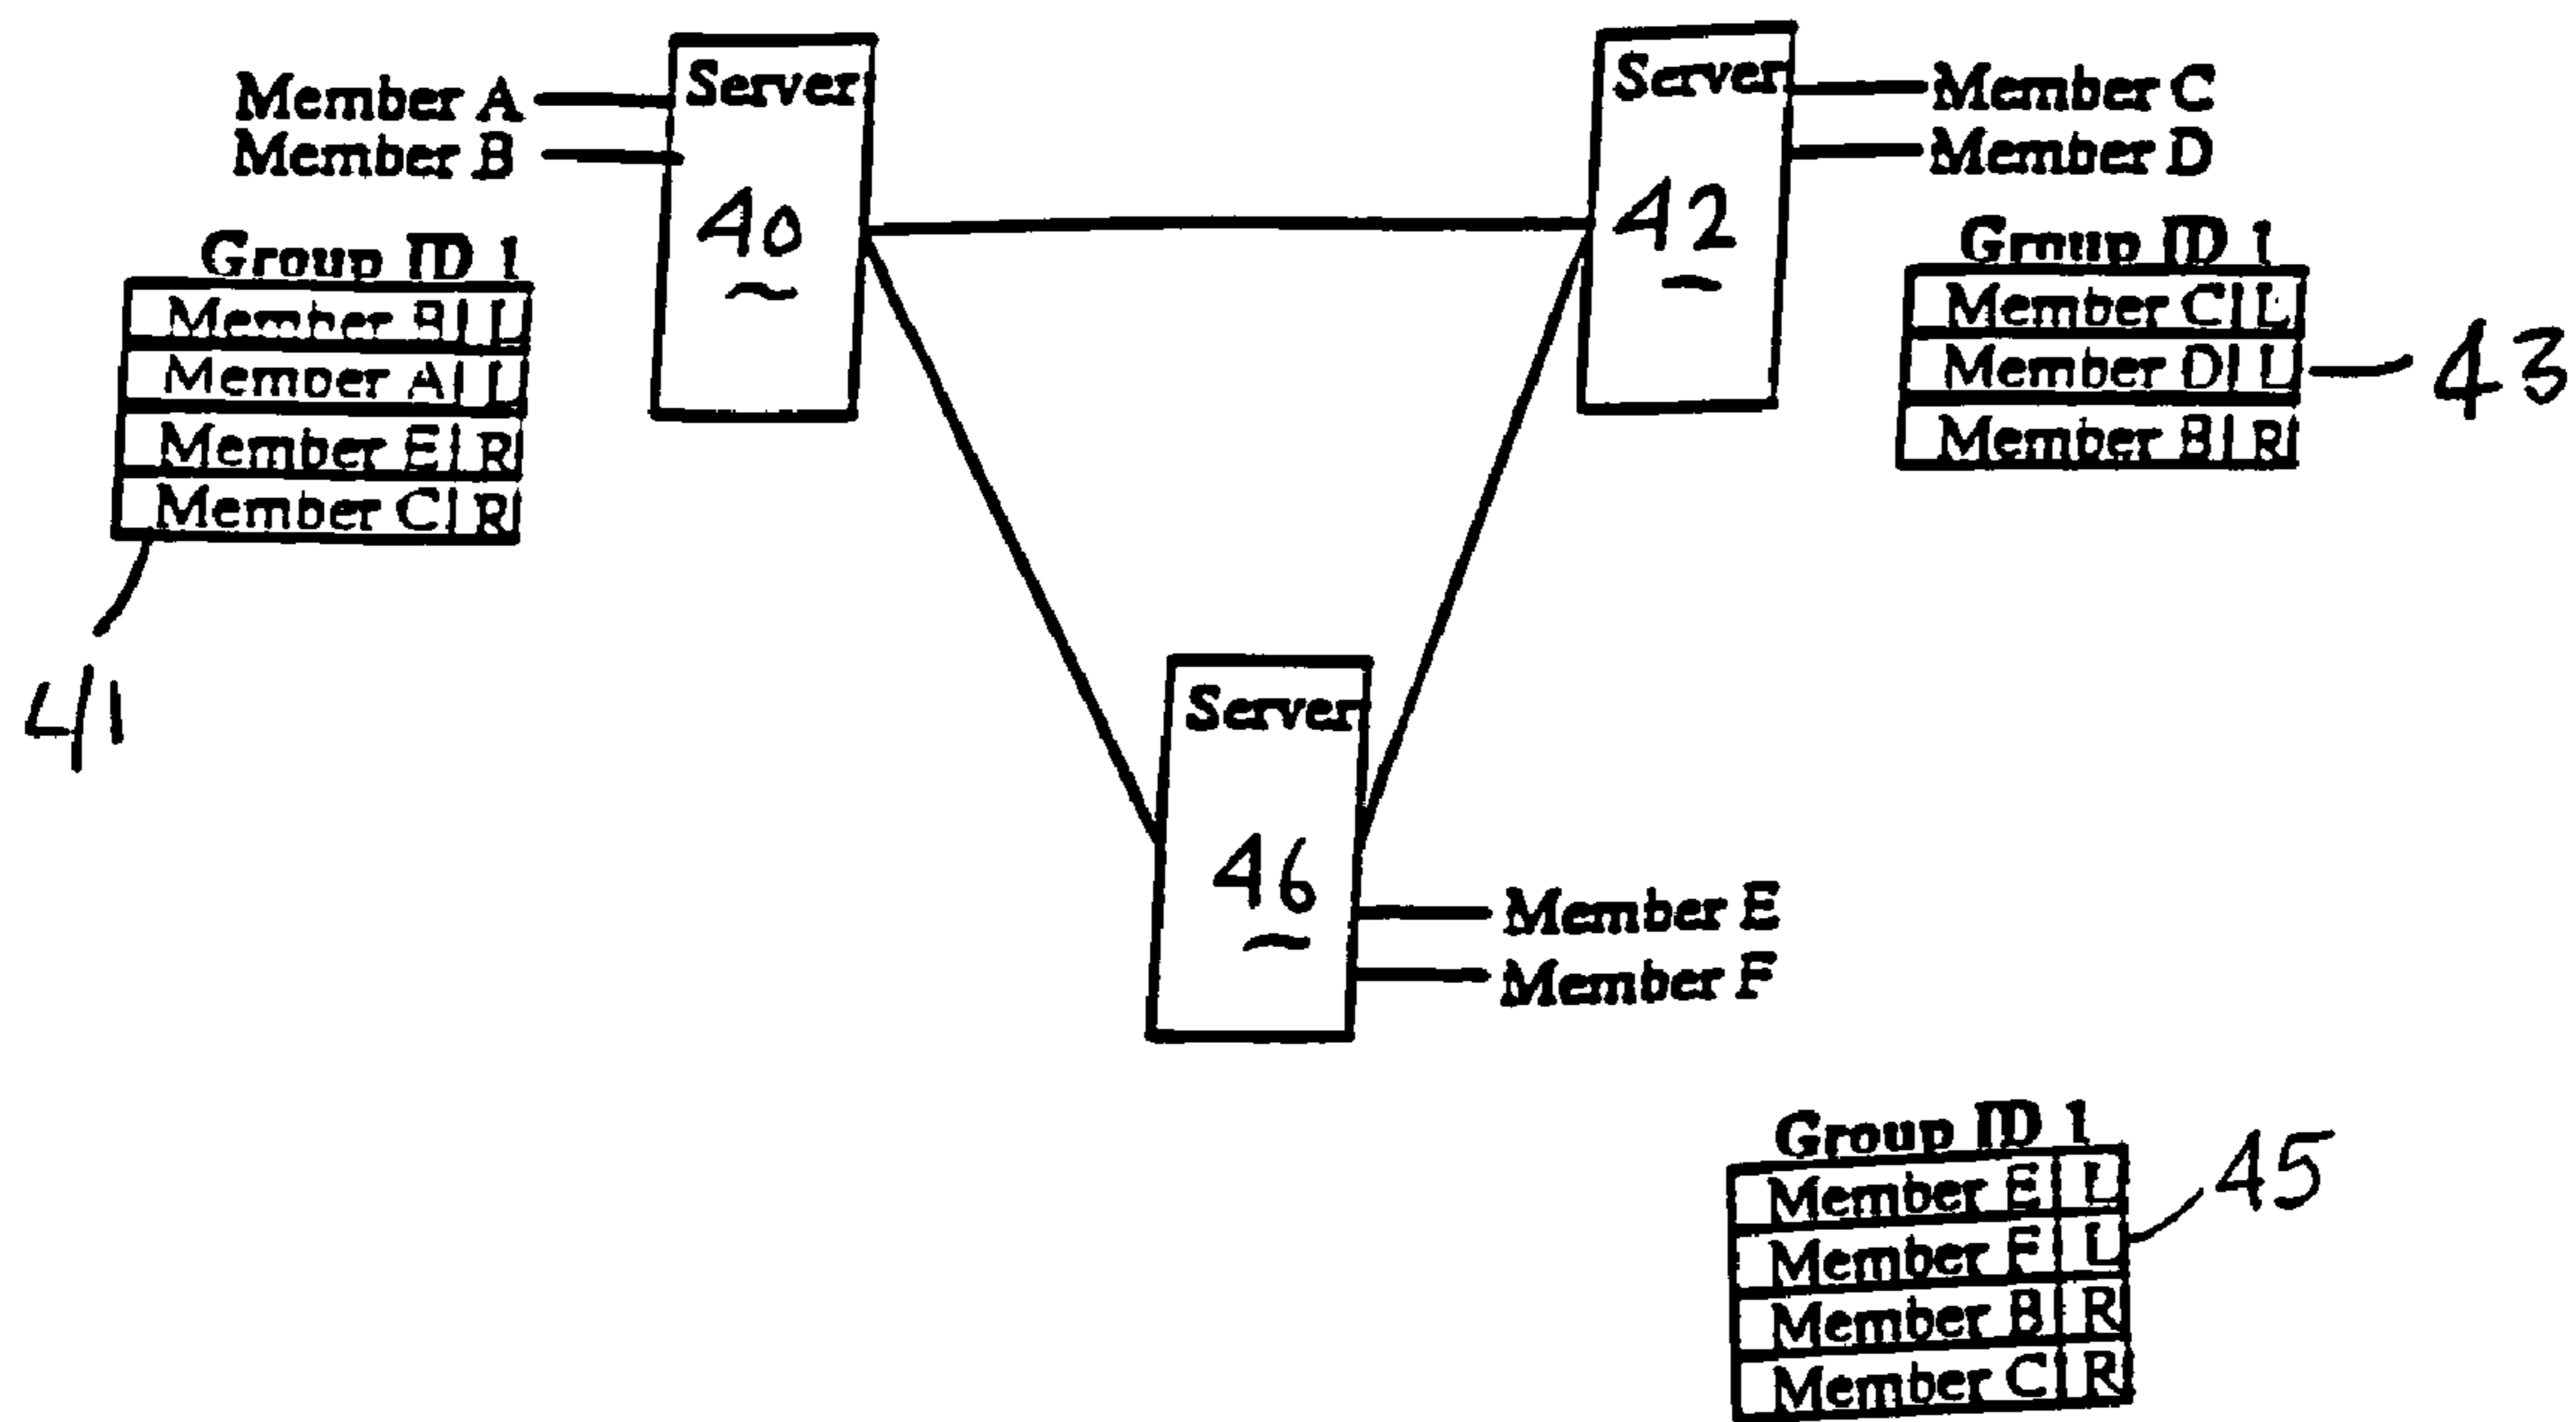 Member A
Member B
Server
40
Group ID 1
Member B L
Member A L
Member E R
Member C R
41
Server
42
Member C
Member D
Group ID 1
Member C L
Member D L
Member B R
43
Server
46
Member E
Member F
Group ID 1
Member E L
Member F L
Member B R
Member C R
45